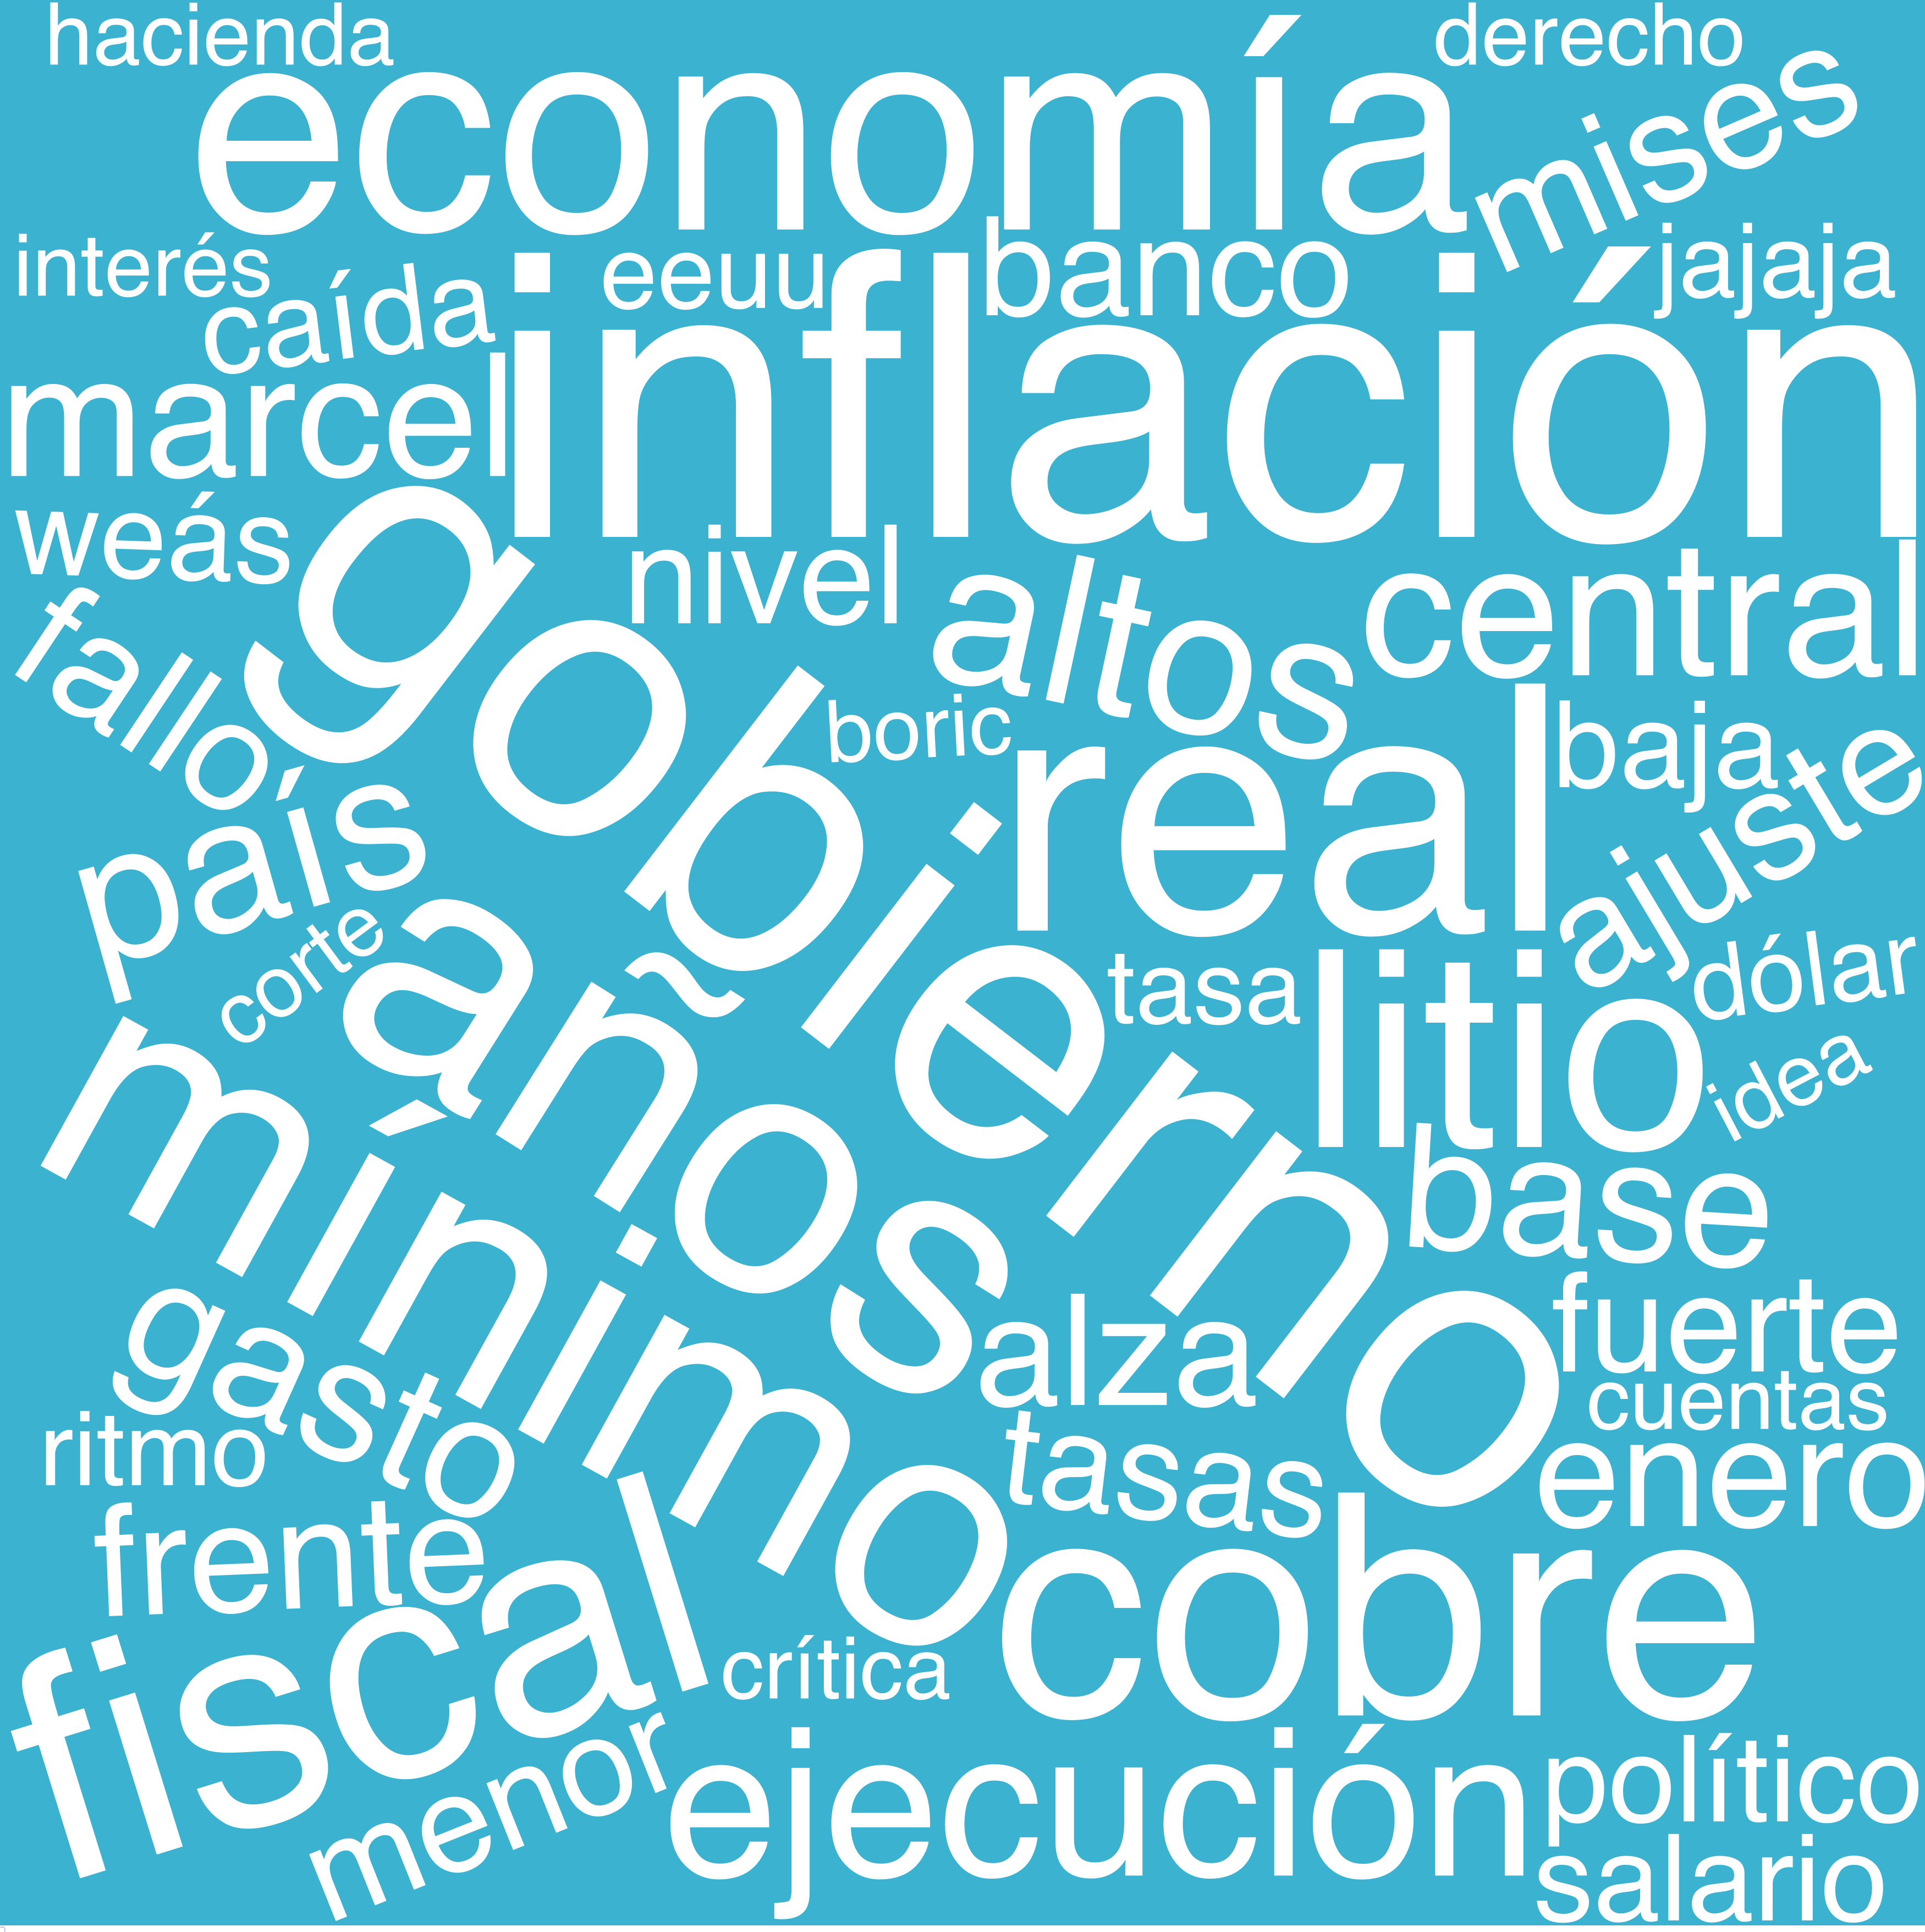 hacienda
derecho
economía
mises
interés
caída
eeuu
banco
jajaja
inflación
marcel
weás
nivel
altos
central
falló
gobierno
boric
real
baja
ajuste
país
corte
años
tasa
litio
dólar
idea
mínimo
base
gasto
alza
fuerte
cuentas
ritmo
tasas
enero
frente
cobre
fiscal
crítica
menor
ejecución
político
salario